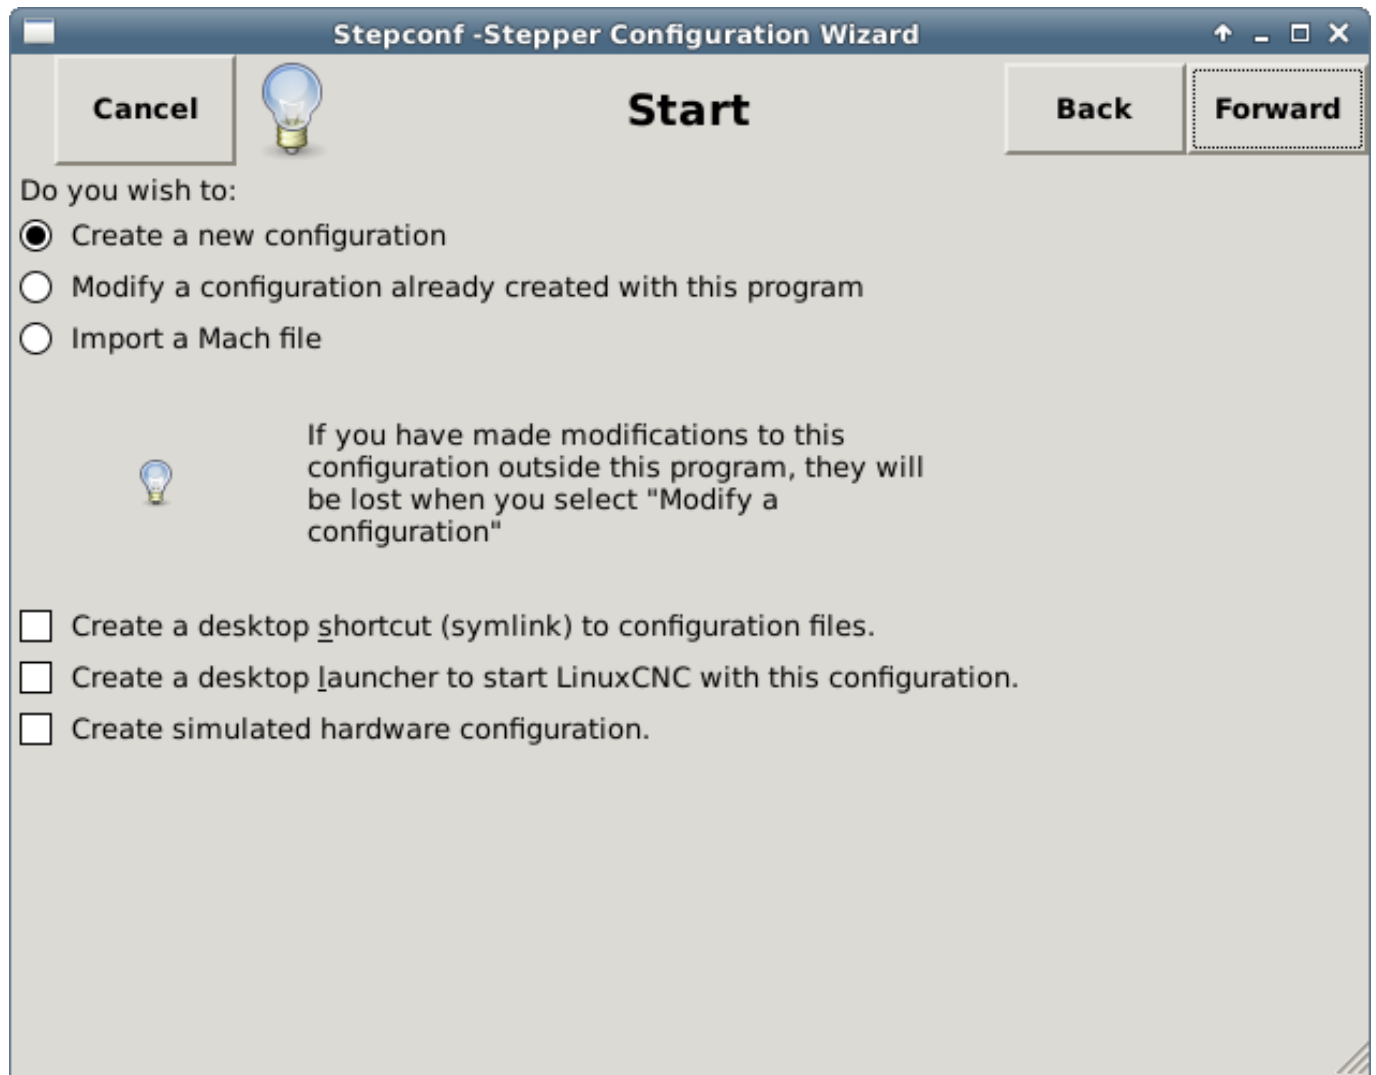 Stepconf -Stepper Configuration Wizard
Cancel
Start
Back
Forward
Do you wish to:
Create a new configuration
Modify a configuration already created with this program
Import a Mach file
If you have made modifications to this
configuration outside this program, they will
be lost when you select "Modify a
configuration"
Create a desktop shortcut (symlink) to configuration files.
Create a desktop launcher to start LinuxCNC with this configuration.
Create simulated hardware configuration.